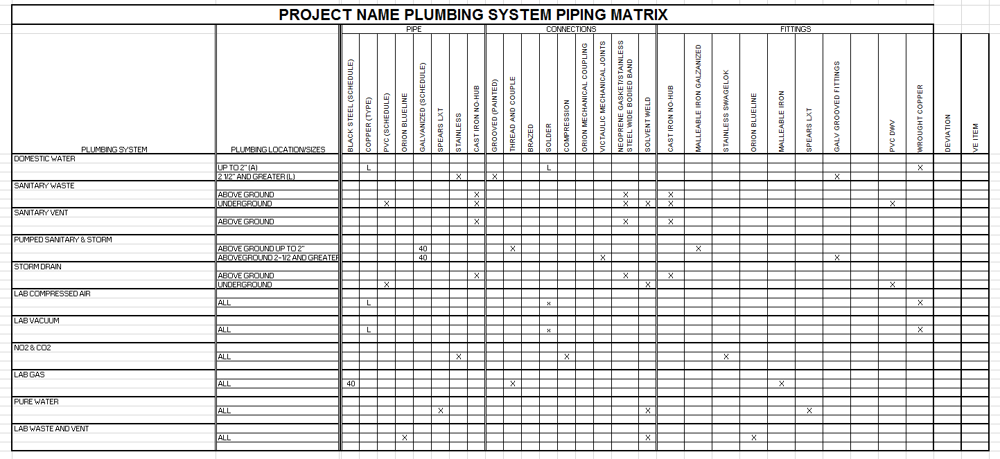 PROJECT NAME PLUMBING SYSTEM PIPING MATRIX
PIPE CONNECTIONS FITTINGS
PLUMBING SYSTEM
PLUMBING LOCATION/SIZES
BLACK STEEL (SCHEDULE)
COPPER (TYPE)
PVC (SCHEDULE)
ORION BLUELINE
GALVANIZED (SCHEDULE)
SPEARS LXT
STAINLESS
CAST IRON NO-HUB
GROOVED (PAINTED)
THREAD AND COUPLE
BRAZED
SOLDER
COMPRESSION
ORION MECHANICAL COUPLING
VICTAULIC MECHANICAL JOINTS
NEOPRENE GASKET/STAINLESS
STEEL WIDE BODIED BAND
SOLVENT WELD
CAST IRON NO-HUB
MALLEABLE IRON GALZANIZED
STAINLESS SWAGELOK
ORION BLUELINE
MALLEABLE IRON
SPEARS LXT
GALV GROOVED FITTINGS
PVC DWV
WROUGHT COPPER
DEVIATION
VE ITEM
DOMESTIC WATER
UP TO 2" (A) L L X
2 1/2" AND GREATER (L) X X X
SANITARY WASTE
ABOVE GROUND X X X
UNDERGROUND X X X X X X
SANITARY VENT
ABOVE GROUND X X X
PUMPED SANITARY & STORM
ABOVE GROUND UP TO 2" 40 X X
ABOVEGROUND 2-1/2 AND GREATER 40 X X
STORM DRAIN
ABOVE GROUND X X X
UNDERGROUND X X X
LAB COMPRESSED AIR
ALL L x X
LAB VACUUM
ALL L x X
NO2 & CO2
ALL X X X
LAB GAS
ALL 40 X X
PURE WATER
ALL X X X
LAB WASTE AND VENT
ALL X X X